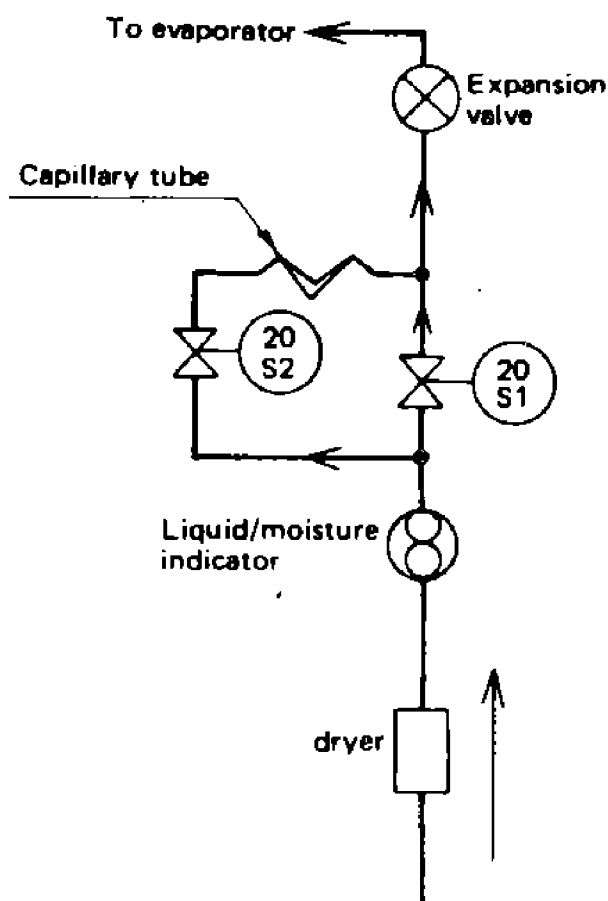 To evaporator
Expansion
valve
Capillary tube
20
S2
20
S1
Liquid/moisture
indicator
dryer